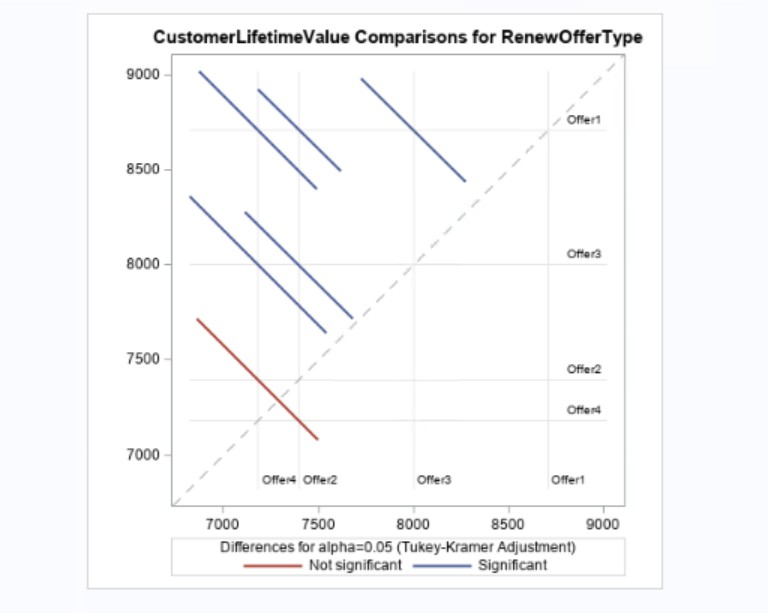 CustomerLifetimeValue Comparisons for RenewOfferType
9000
Offer1
8500
8000
Offer3
7500
Offer2
Offer4
7000
Offer4 Offer2 Offer3 Offer1
7000 7500 8000 8500 9000
Differences for alpha=0.05 (Tukey-Kramer Adjustment)
Not significant Significant